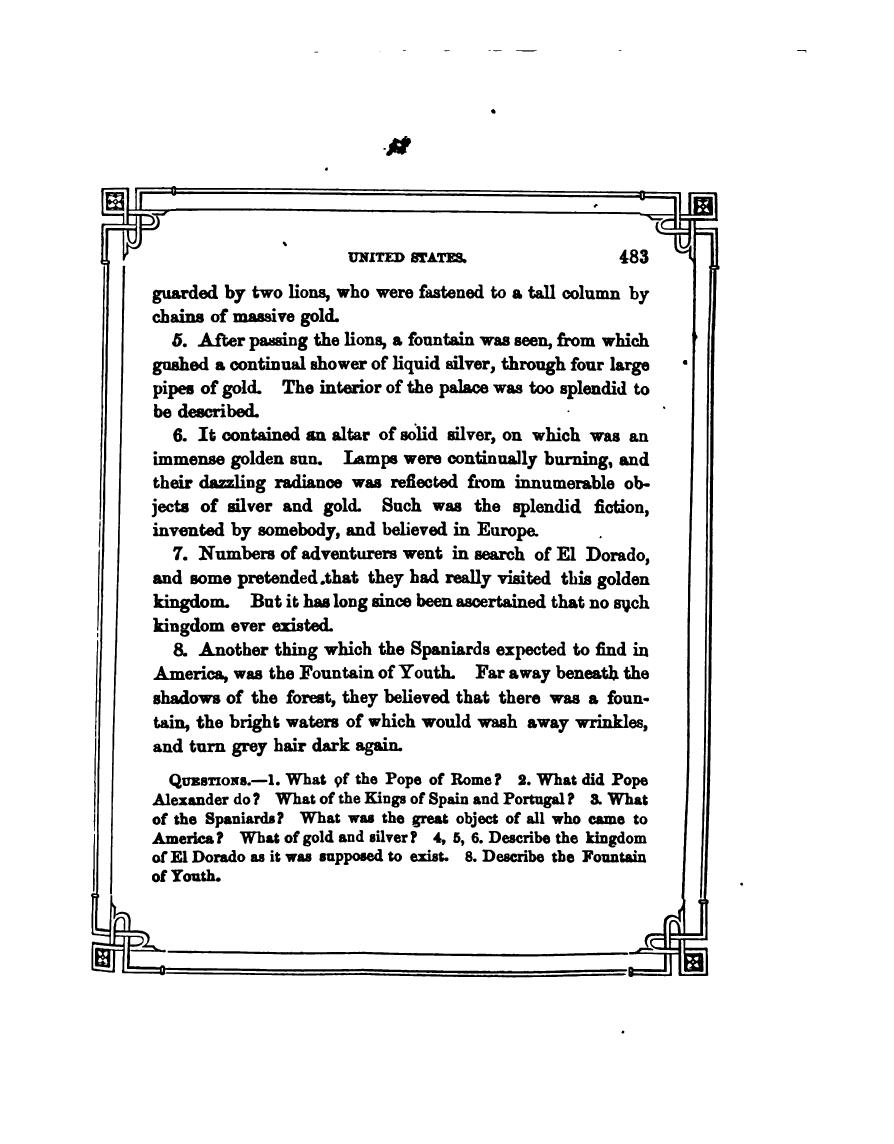 UNITED STATES. 483
guarded by two lions, who were fastened to a tall column by
chains of massive gold.
5. After passing the lions, a fountain was seen, from which
gushed a continual shower of liquid silver, through four large
pipes of gold. The interior of the palace was too splendid to
be described.
6. It contained an altar of solid silver, on which was an
immense golden sun. Lamps were continually burning, and
their dazzling radiance was reflected from innumerable ob-
jects of silver and gold. Such was the splendid fiction,
invented by somebody, and believed in Europe.
7. Numbers of adventurers went in search of El Dorado,
and some pretended that they had really visited this golden
kingdom. But it has long since been ascertained that no such
kingdom ever existed.
8. Another thing which the Spaniards expected to find in
America, was the Fountain of Youth. Far away beneath the
shadows of the forest, they believed that there was a foun-
tain, the bright waters of which would wash away wrinkles,
and turn grey hair dark again.
QUESTIONS.—1. What of the Pope of Rome? 2. What did Pope
Alexander do? What of the Kings of Spain and Portugal? 3. What
of the Spaniards? What was the great object of all who came to
America? What of gold and silver? 4, 5, 6. Describe the kingdom
of El Dorado as it was supposed to exist. 8. Describe the Fountain
of Youth.